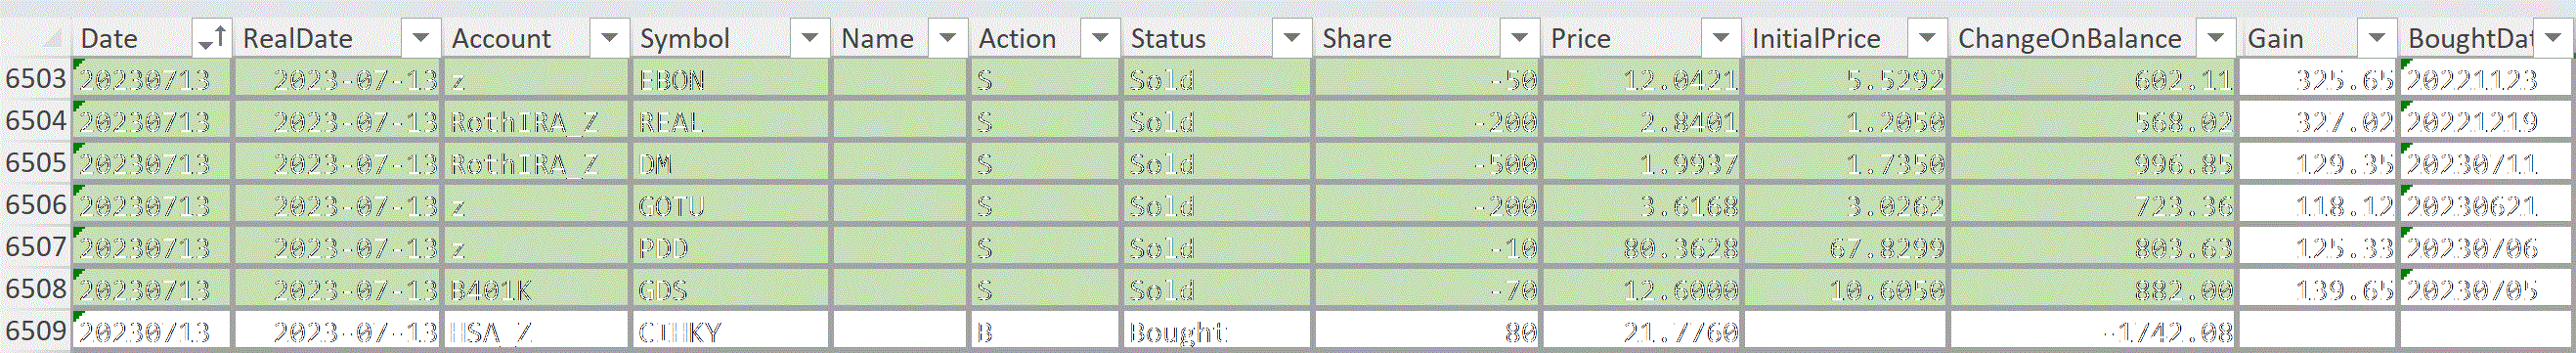 Date RealDate Account Symbol Name Action Status Share Price InitialPrice ChangeOnBalance Gain BoughtDat
6503 20230713 2023-07-13 z EBON S Sold -50 12.0421 5.5292 602.11 325.65 20221123
6504 20230713 2023-07-13 RothIRA_Z REAL S Sold -200 2.8401 1.2050 568.02 327.02 20221219
6505 20230713 2023-07-13 RothIRA_Z DM S Sold -500 1.9937 1.7350 996.85 129.35 20230711
6506 20230713 2023-07-13 z GOTU S Sold -200 3.6168 3.0262 723.36 118.12 20230621
6507 20230713 2023-07-13 z PDD S Sold -10 80.3628 67.8299 803.63 125.33 20230706
6508 20230713 2023-07-13 B401K GDS S Sold -70 12.6000 10.6050 882.00 139.65 20230705
6509 20230713 2023-07-13 HSA_Z CIHKY B Bought 80 21.7760 -1742.08